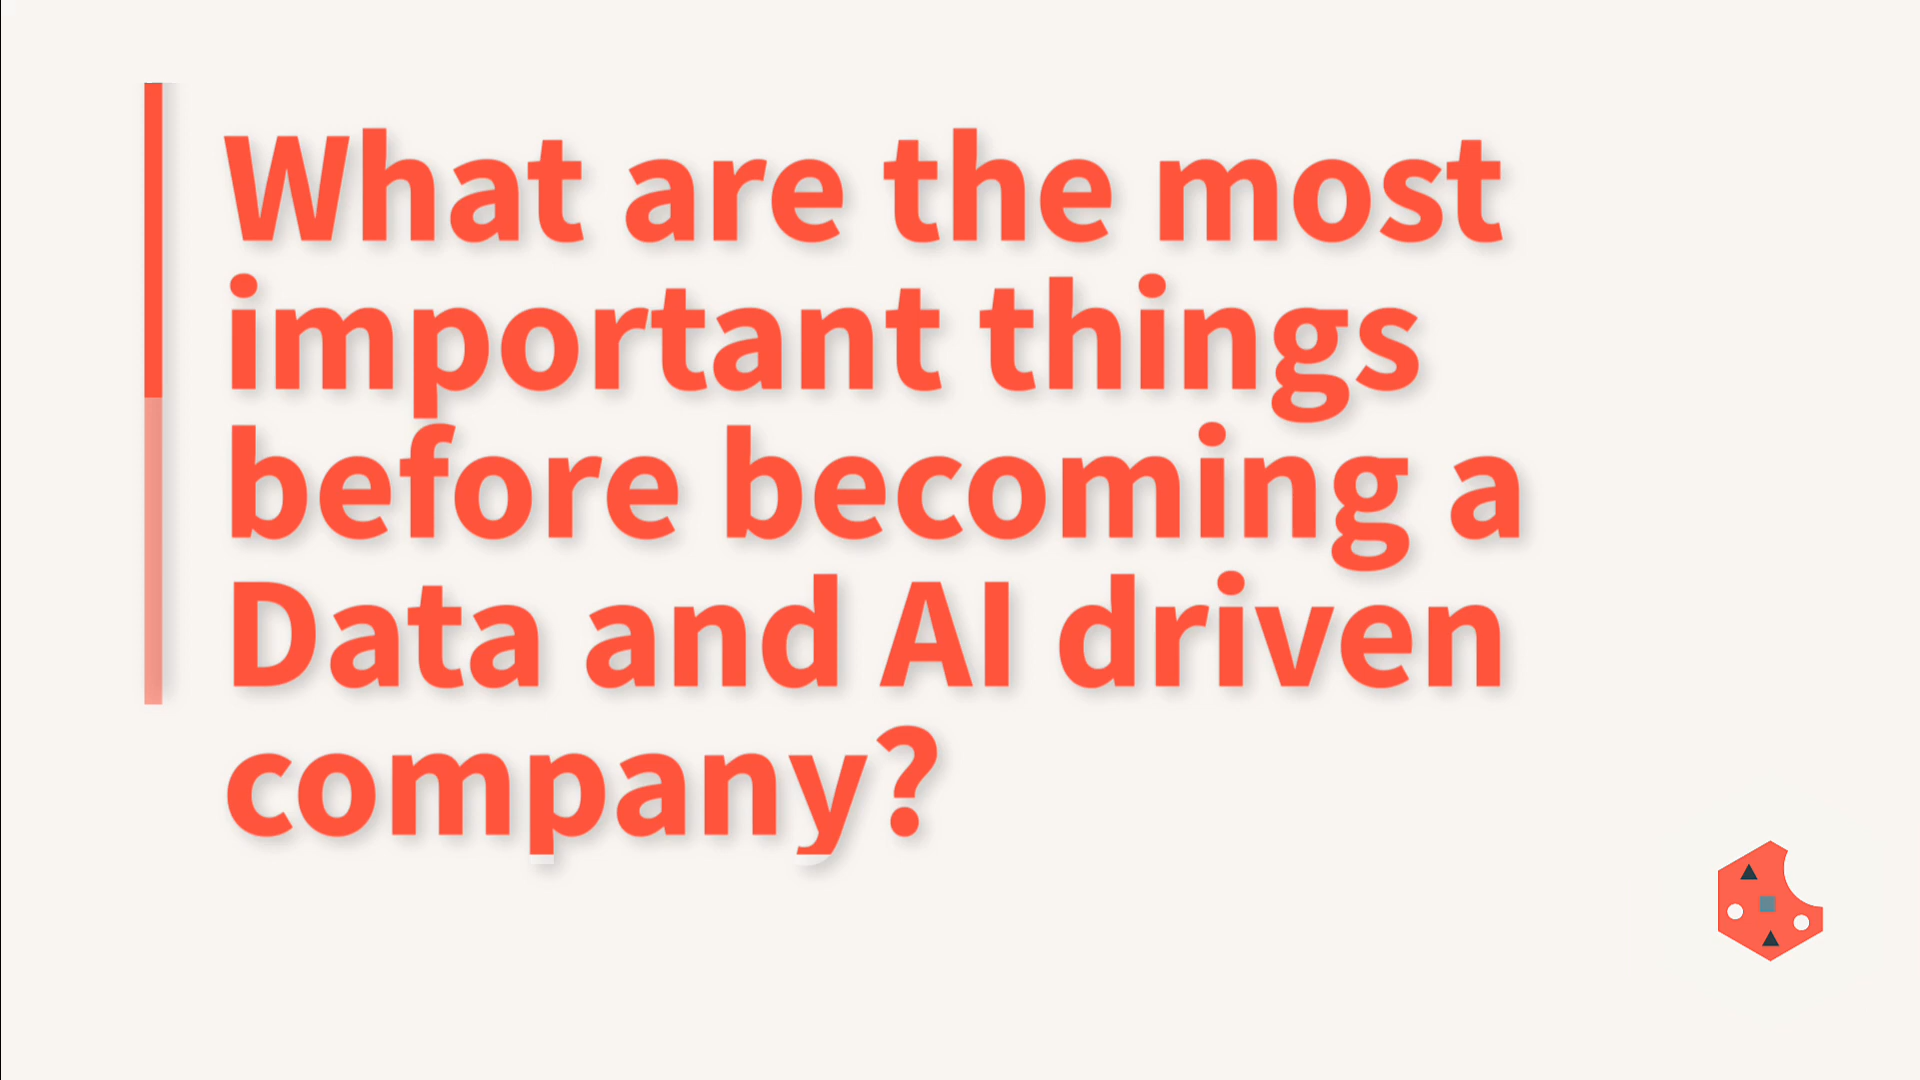 What are the most
important things
before becoming a
Data and AI driven
company?